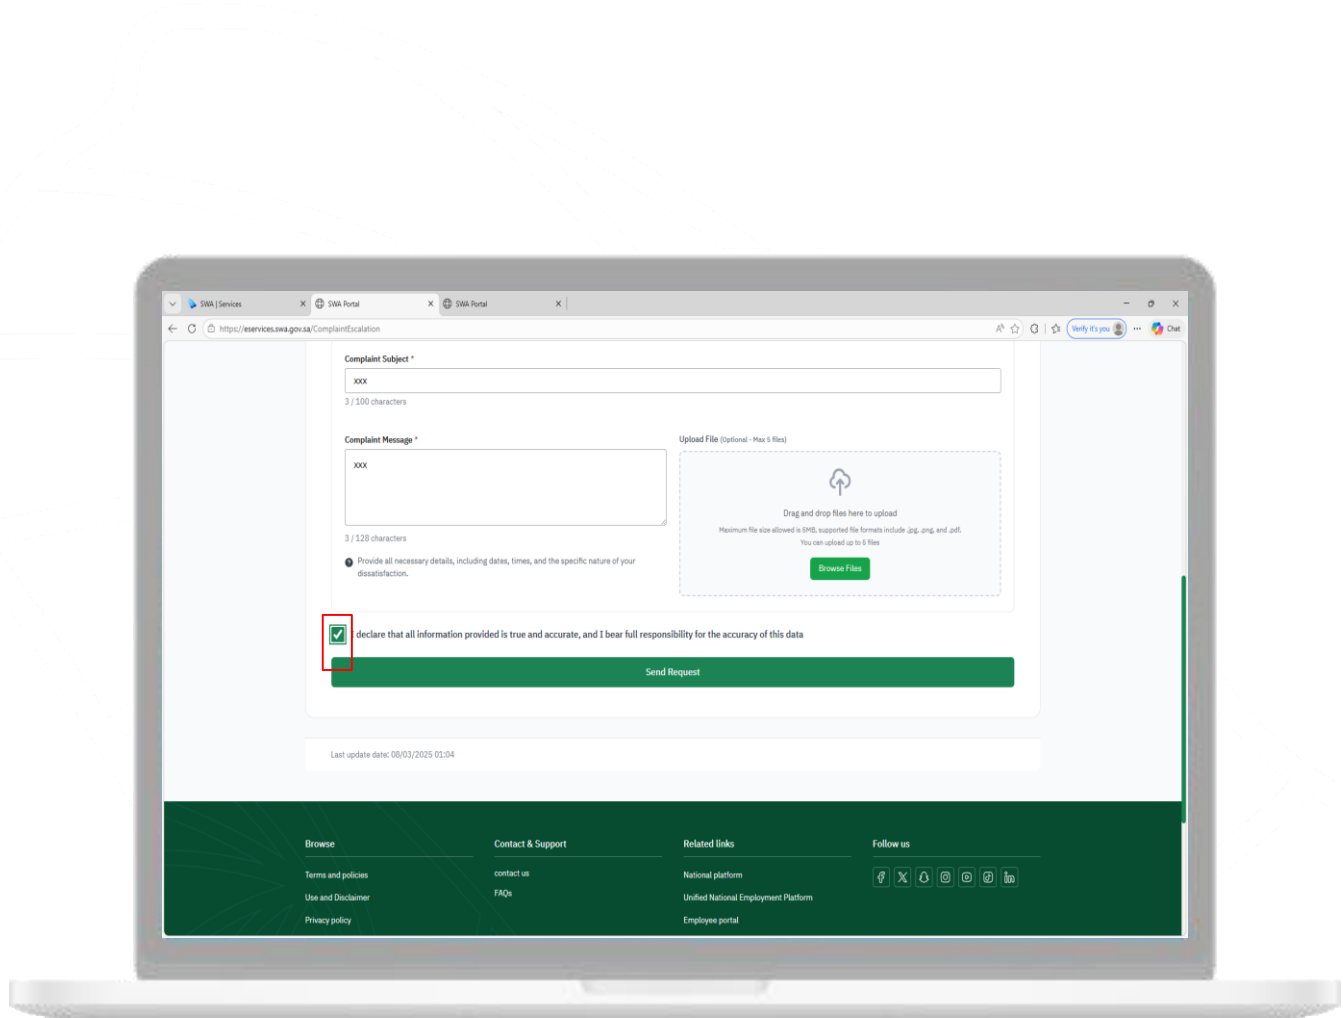 SWA | Services
SWA Portal
SWA Portal
https://eservices.swa.gov.sa/ComplaintEscalation
Verify it's you
Chat
Complaint Subject *
xxx
3 / 100 characters
Complaint Message *
xxx
3 / 128 characters
Provide all necessary details, including dates, times, and the specific nature of your
dissatisfaction.
Upload File (Optional - Max 5 files)
Drag and drop files here to upload
Maximum file size allowed is 5MB, supported file formats include .jpg, .png, and .pdf.
You can upload up to 5 files
Browse Files
I declare that all information provided is true and accurate, and I bear full responsibility for the accuracy of this data
Send Request
Last update date: 08/03/2025 01:04
Browse
Terms and policies
Use and Disclaimer
Privacy policy
Contact & Support
contact us
FAQs
Related links
National platform
Unified National Employment Platform
Employee portal
Follow us